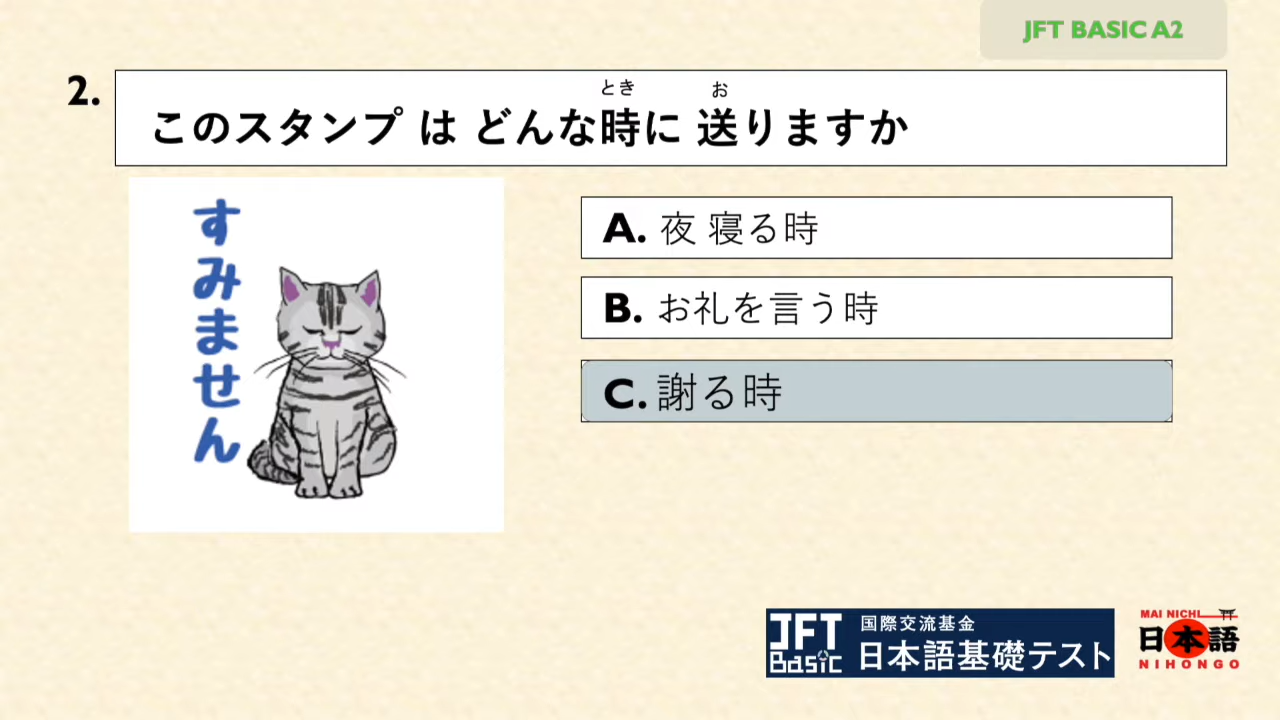 JFT BASIC A2
2.
とき お
このスタンプ は どんな時に 送りますか
すみません
A. 夜 寝る時
B. お礼を言う時
C. 謝る時
JFT Basic
国際交流基金
日本語基礎テスト
MAI NICHI
日本語
NIHONGO